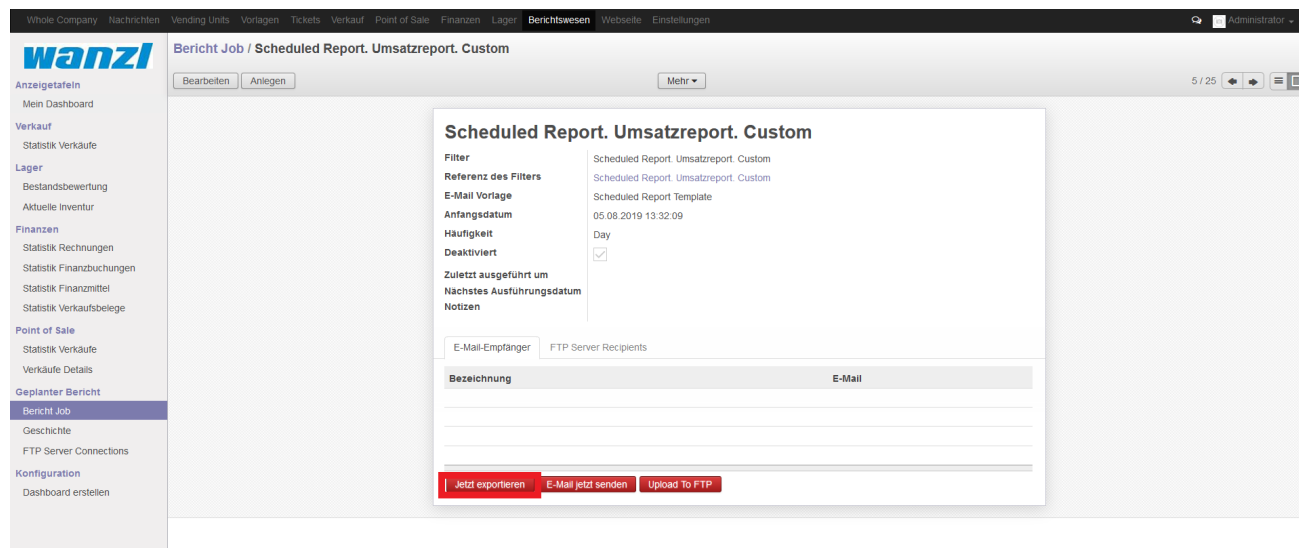 Whole Company Nachrichten Vending Units Vorlagen Tickets Verkauf Point of Sale Finanzen Lager Berichtswesen Webseite Einstellungen Administrator
wanzl
Bericht Job / Scheduled Report. Umsatzreport. Custom
Bearbeiten Anlegen Mehr 5 / 25
Anzeigetafeln
Mein Dashboard
Verkauf
Statistik Verkäufe
Lager
Bestandsbewertung
Aktuelle Inventur
Finanzen
Statistik Rechnungen
Statistik Finanzbuchungen
Statistik Finanzmittel
Statistik Verkaufsbelege
Point of Sale
Statistik Verkäufe
Verkäufe Details
Geplanter Bericht
Bericht Job
Geschichte
FTP Server Connections
Konfiguration
Dashboard erstellen
Scheduled Report. Umsatzreport. Custom
Filter Scheduled Report. Umsatzreport. Custom
Referenz des Filters Scheduled Report. Umsatzreport. Custom
E-Mail Vorlage Scheduled Report Template
Anfangsdatum 05.08.2019 13:32:09
Häufigkeit Day
Deaktiviert
Zuletzt ausgeführt um
Nächstes Ausführungsdatum
Notizen
E-Mail-Empfänger FTP Server Recipients
Bezeichnung E-Mail
Jetzt exportieren E-Mail jetzt senden Upload To FTP